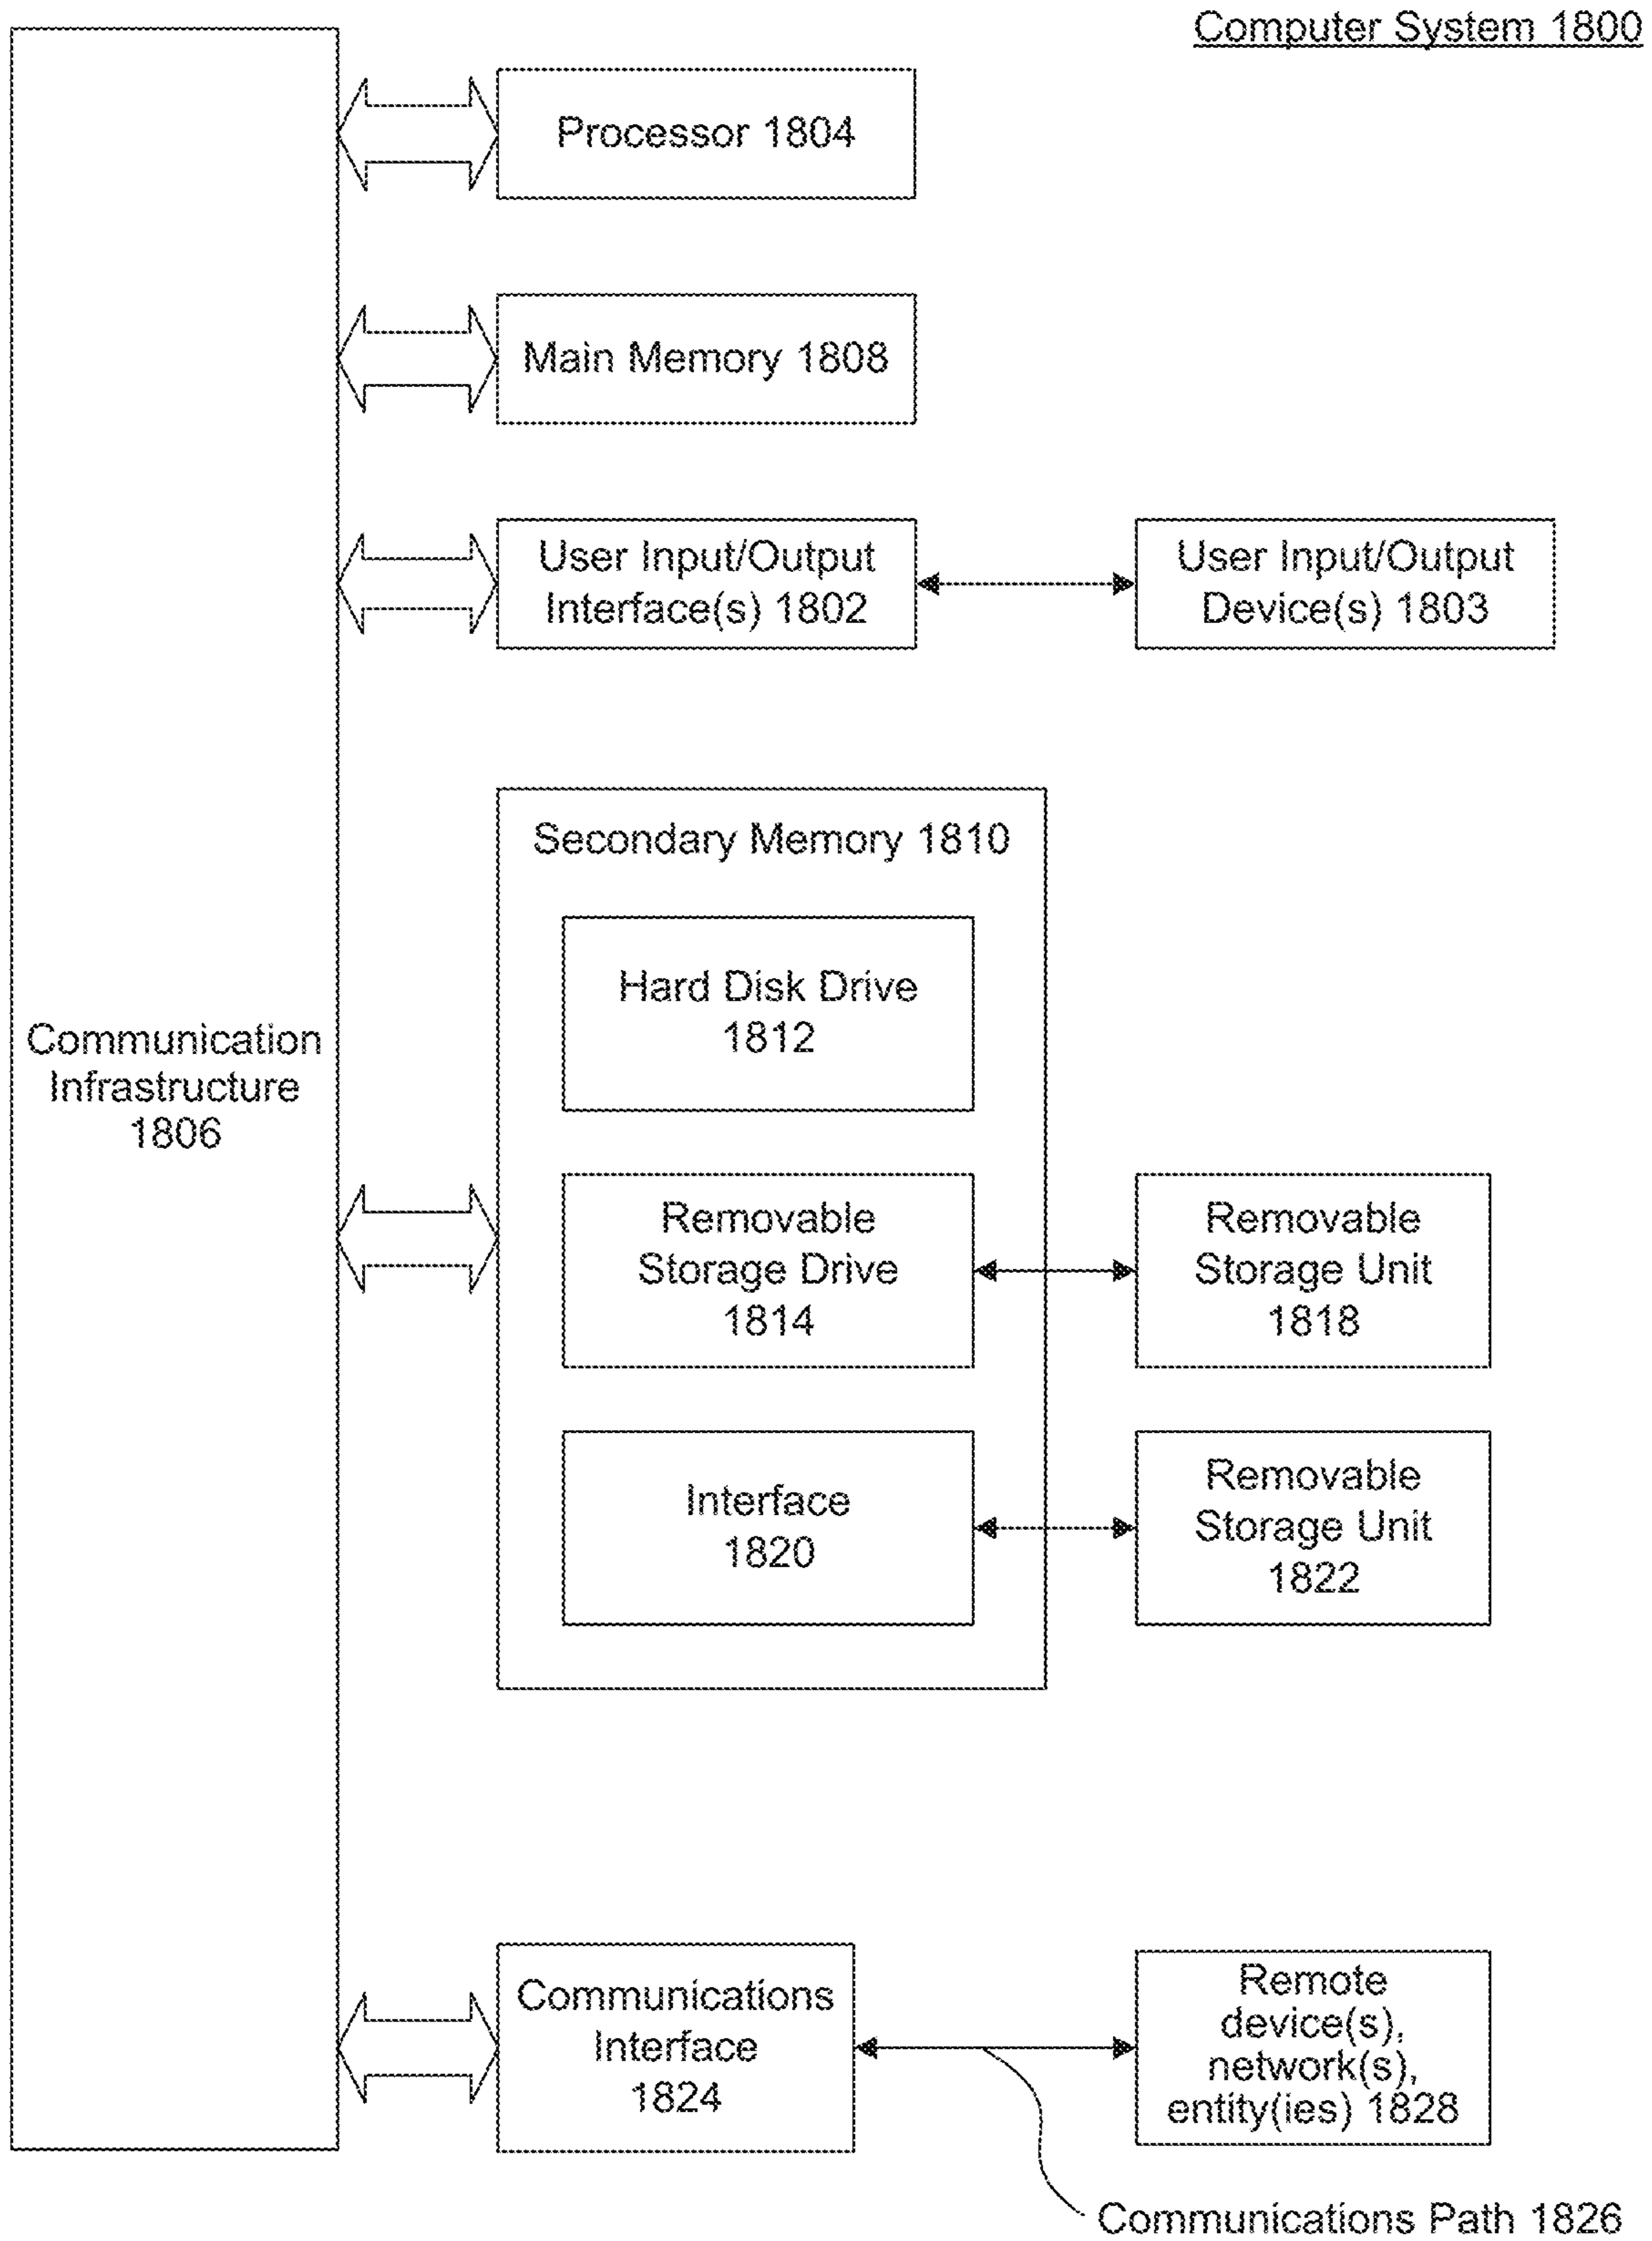 Computer System 1800
Processor 1804
Main Memory 1808
User Input/Output
Interface(s) 1802
User Input/Output
Device(s) 1803
Secondary Memory 1810
Hard Disk Drive
1812
Communication
Infrastructure
1806
Removable
Storage Drive
1814
Removable
Storage Unit
1818
Interface
1820
Removable
Storage Unit
1822
Communications
Interface
1824
Remote
device(s),
network(s),
entity(ies) 1828
Communications Path 1826